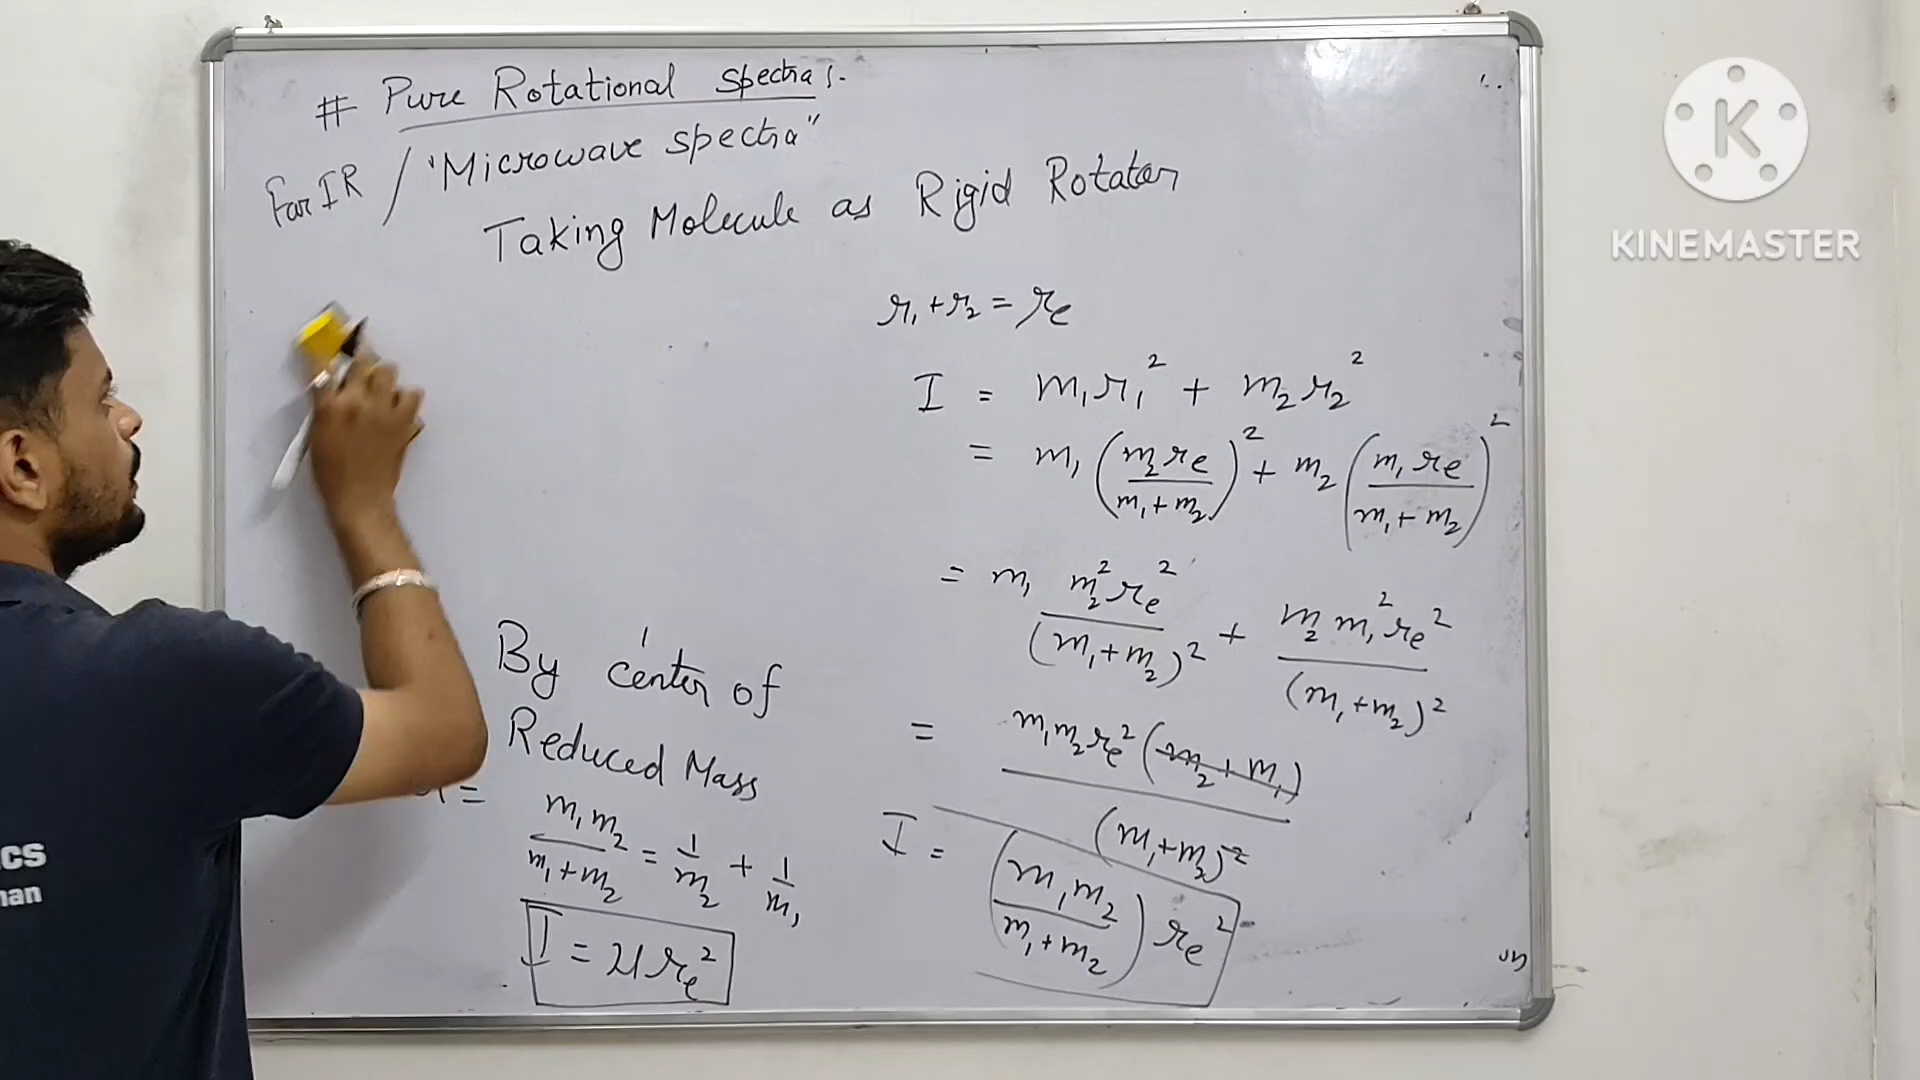 # Pure Rotational Spectra :-
Far IR / "Microwave Spectra"
Taking Molecule as Rigid Rotator
r₁ + r₂ = rₑ
I = m₁r₁² + m₂r₂²
= m₁ (m₂rₑ / m₁+m₂)² + m₂ (m₁rₑ / m₁+m₂)²
= m₁ m₂²rₑ² / (m₁+m₂)² + m₂m₁²rₑ² / (m₁+m₂)²
= m₁m₂rₑ² (m₂+m₁) / (m₁+m₂)²
I = (m₁m₂ / m₁+m₂) rₑ²
By center of
Reduced Mass
= m₁m₂ / m₁+m₂ = 1/m₂ + 1/m₁
I = μrₑ²
KINEMASTER
K